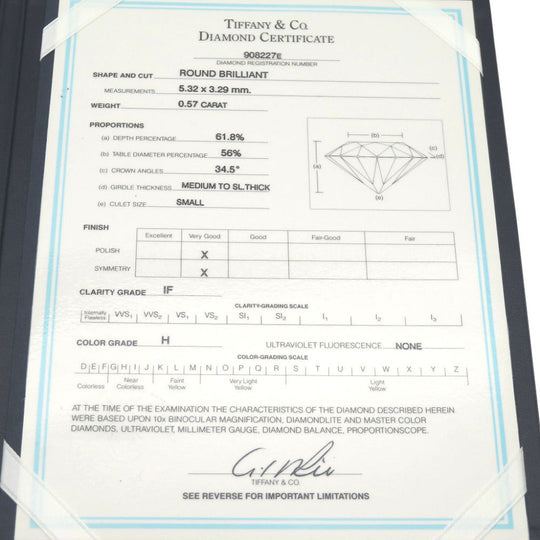 TIFFANY & CO.
DIAMOND CERTIFICATE
908227E
DIAMOND REGISTRATION NUMBER
SHAPE AND CUT ROUND BRILLIANT
MEASUREMENTS 5.32 x 3.29 mm.
WEIGHT 0.57 CARAT
PROPORTIONS
(a) DEPTH PERCENTAGE 61.8%
(b) TABLE DIAMETER PERCENTAGE 56%
(c) CROWN ANGLES 34.5°
(d) GIRDLE THICKNESS MEDIUM TO SL.THICK
(e) CULET SIZE SMALL
(b)
(a)
(c)
(d)
(e)
FINISH
Excellent Very Good Good Fair-Good Fair
POLISH X
SYMMETRY X
CLARITY GRADE IF
CLARITY-GRADING SCALE
Internally Flawless VVS1 VVS2 VS1 VS2 SI1 SI2 I1 I2 I3
COLOR GRADE H ULTRAVIOLET FLUORESCENCE NONE
COLOR-GRADING SCALE
D E F G H I J K L M N O P Q R S T U V W X Y Z
Colorless Near Colorless Faint Yellow Very Light Yellow Light Yellow
AT THE TIME OF THE EXAMINATION THE CHARACTERISTICS OF THE DIAMOND DESCRIBED HEREIN
WERE BASED UPON 10x BINOCULAR MAGNIFICATION, DIAMONDLITE AND MASTER COLOR
DIAMONDS, ULTRAVIOLET, MILLIMETER GAUGE, DIAMOND BALANCE, PROPORTIONSCOPE.
TIFFANY & CO.
SEE REVERSE FOR IMPORTANT LIMITATIONS